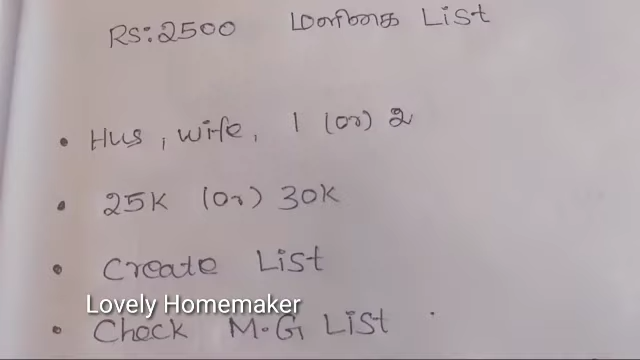 Rs: 2500 மளிகை List
• Hus, wife, 1 (or) 2
• 25K (or) 30K
• Create List
Lovely Homemaker
• Check M.G List